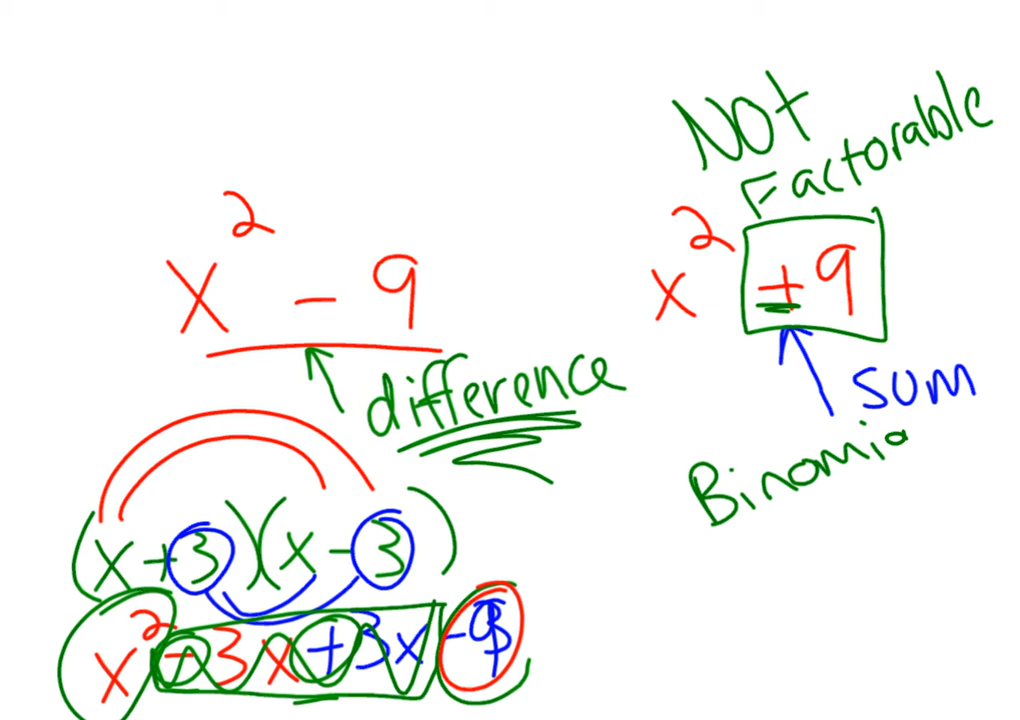 NOT
Factorable
x² - 9
x² + 9
difference
sum
Binomia
(x + 3)(x - 3)
x² - 3x + 3x - 9